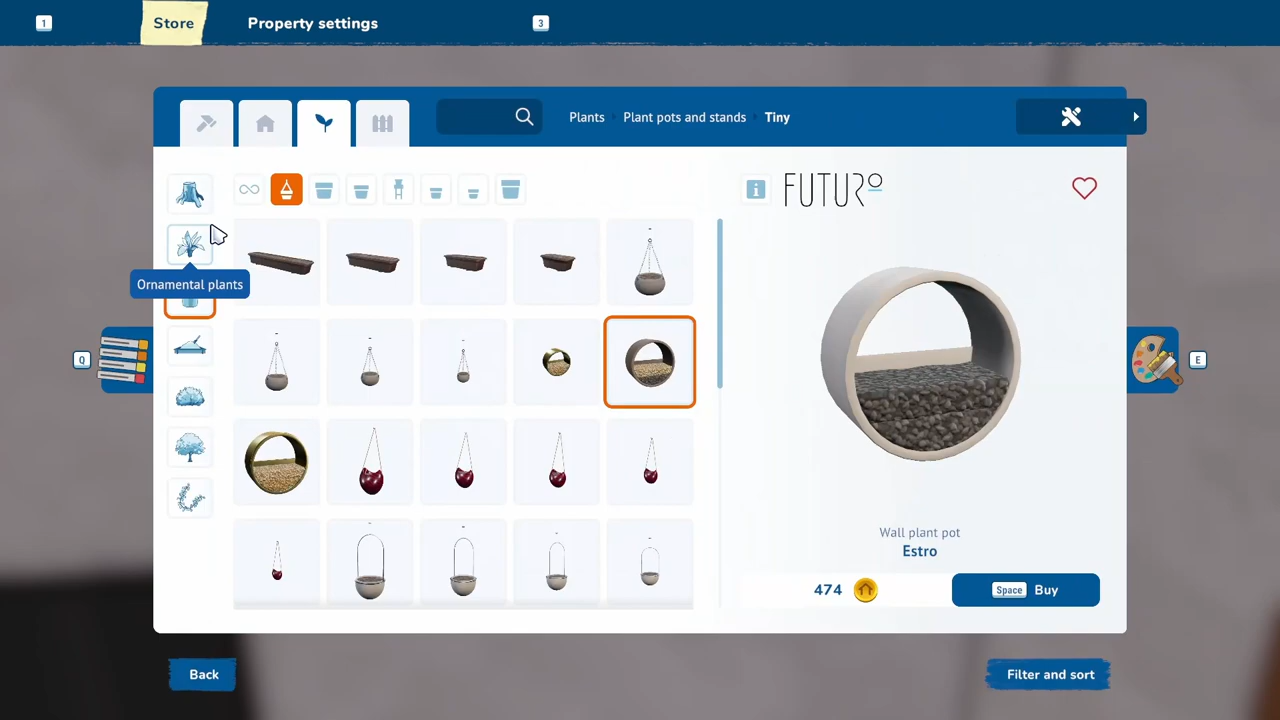 1
Store
Property settings
3
Plants
Plant pots and stands
Tiny
FUTURO
Ornamental plants
Q
E
Wall plant pot
Estro
474
Space
Buy
Back
Filter and sort